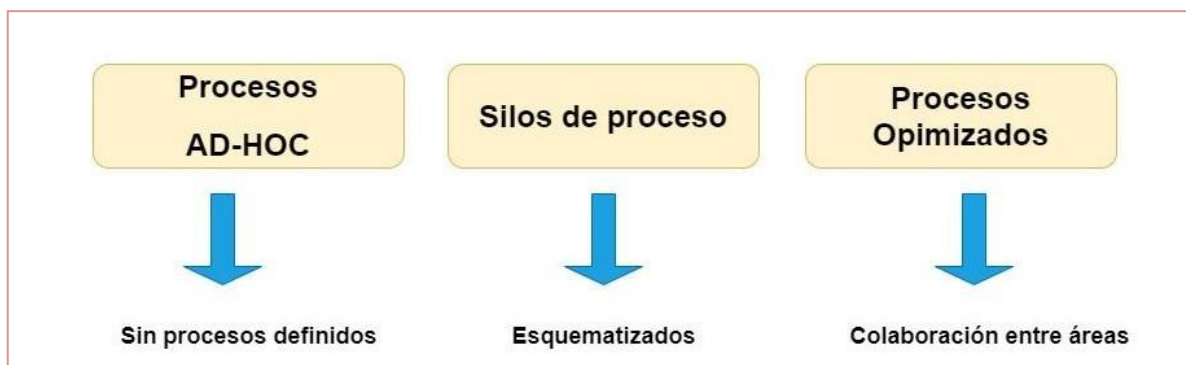 Procesos
AD-HOC
Silos de proceso
Procesos
Opimizados
Sin procesos definidos
Esquematizados
Colaboración entre áreas